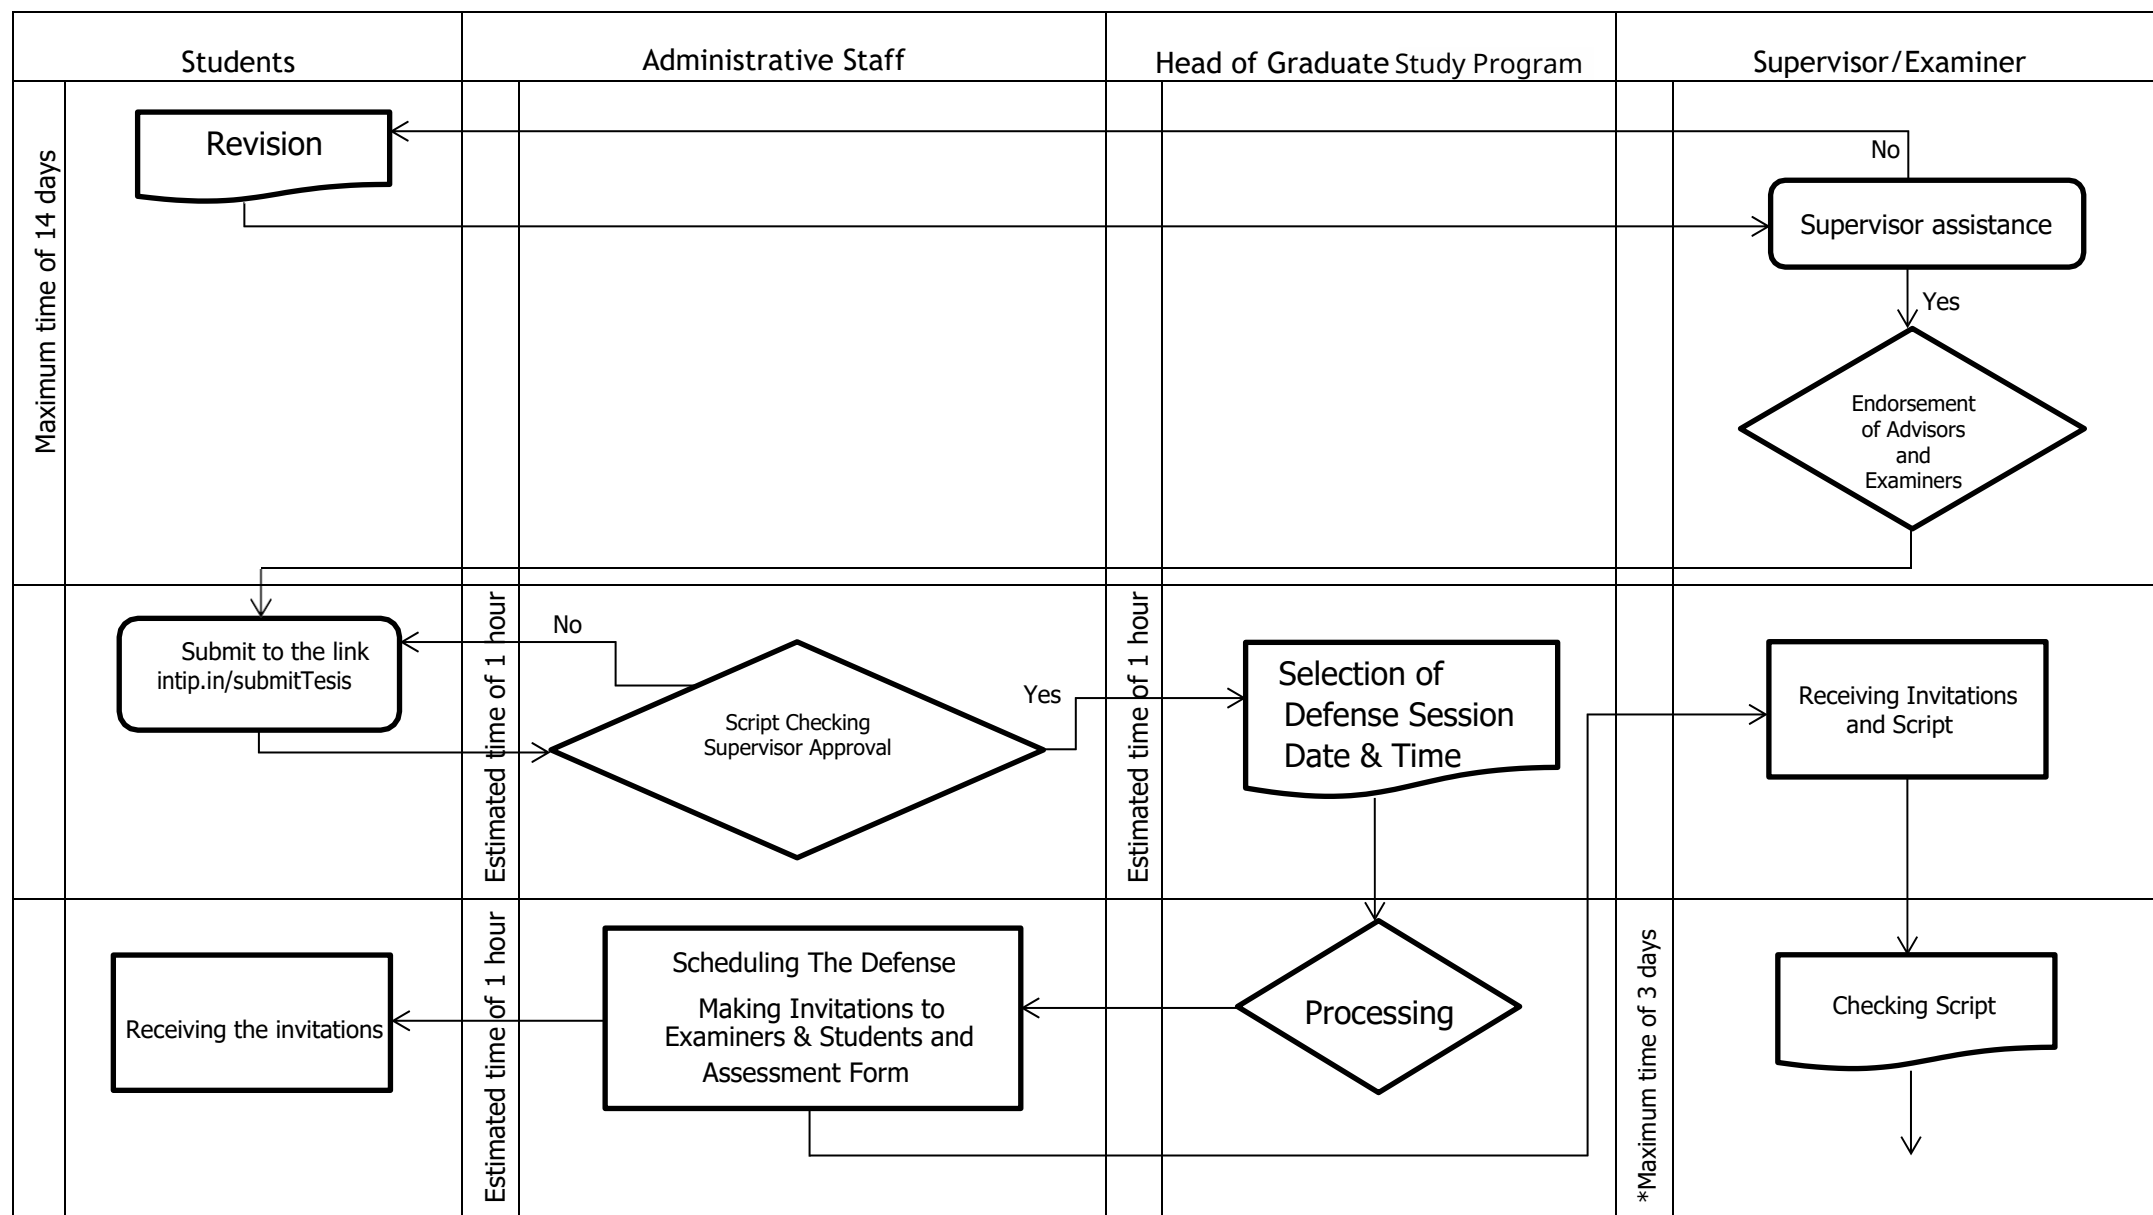 Students
Administrative Staff
Head of Graduate Study Program
Supervisor/Examiner
Maximum time of 14 days
Revision
No
Supervisor assistance
Yes
Endorsement
of Advisors
and
Examiners
Submit to the link
intip.in/submitTesis
Estimated time of 1 hour
No
Script Checking
Supervisor Approval
Yes
Estimated time of 1 hour
Selection of
Defense Session
Date & Time
Receiving Invitations
and Script
Receiving the invitations
Estimated time of 1 hour
Scheduling The Defense
Making Invitations to
Examiners & Students and
Assessment Form
Processing
*Maximum time of 3 days
Checking Script